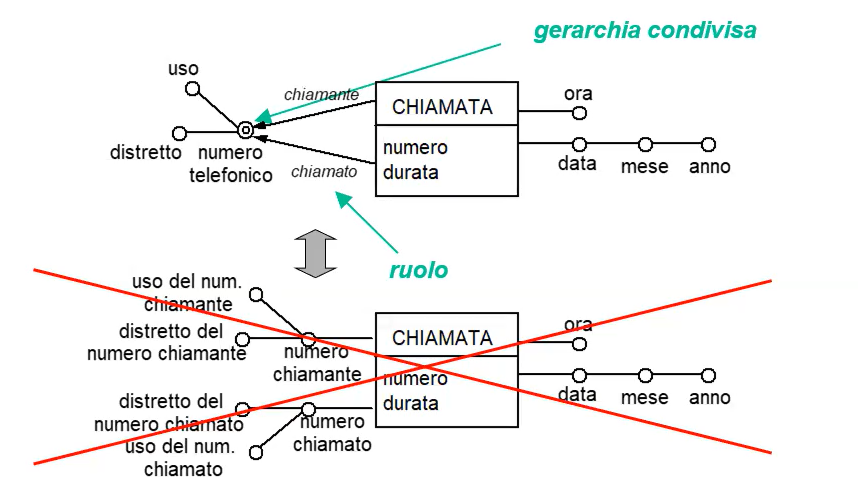 gerarchia condivisa
uso
chiamante
CHIAMATA
ora
distretto
numero
telefonico
chiamato
numero
durata
data
mese
anno
ruolo
uso del num.
chiamante
distretto del
numero chiamante
numero
chiamante
CHIAMATA
ora
numero
durata
data
mese
anno
distretto del
numero chiamato
numero
chiamato
uso del num.
chiamato